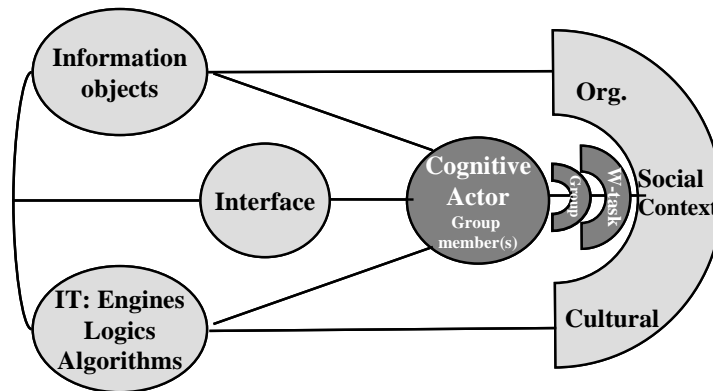 Information
objects
Org.
Cognitive
Actor
Group
member(s)
Group
W-task
Social
Context
Interface
IT: Engines
Logics
Algorithms
Cultural